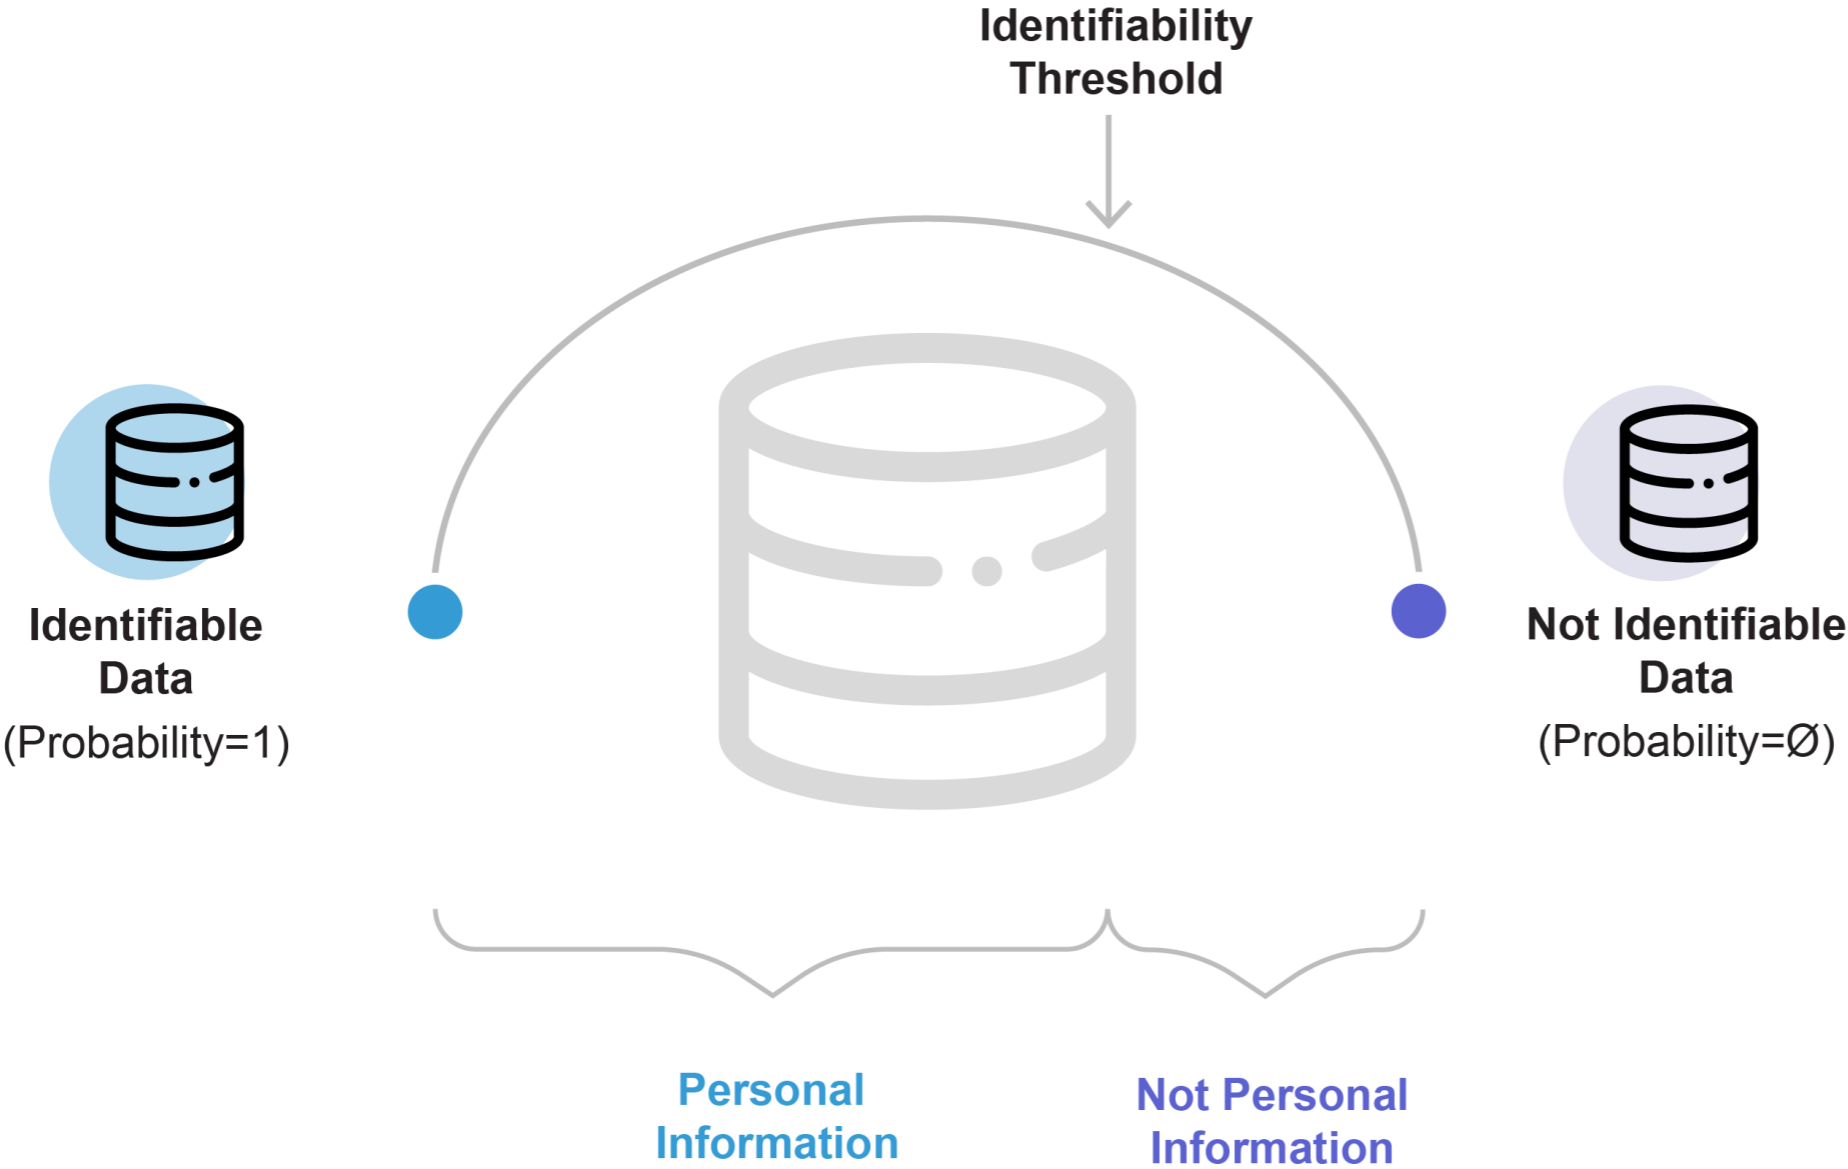 Identifiability
Threshold
Identifiable
Data
(Probability=1)
Not Identifiable
Data
(Probability=Ø)
Personal
Information
Not Personal
Information